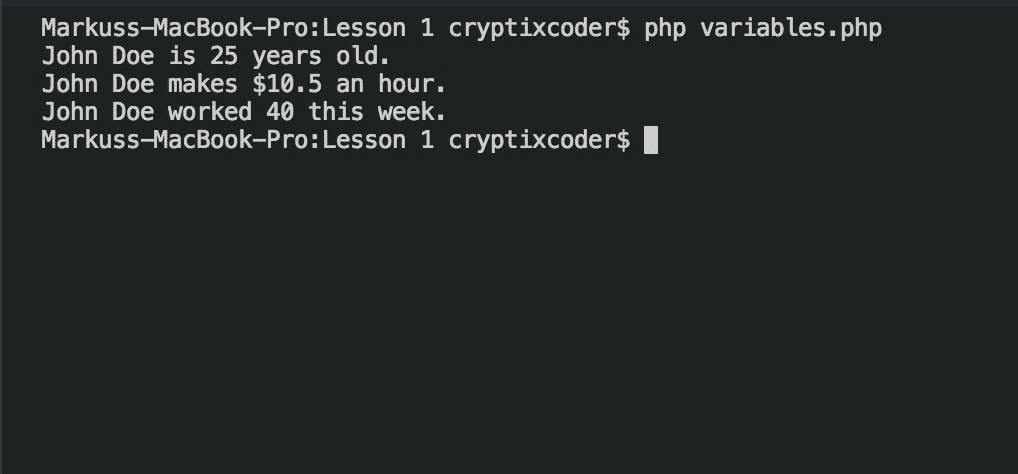 Markuss-MacBook-Pro:Lesson 1 cryptixcoder$ php variables.php
John Doe is 25 years old.
John Doe makes $10.5 an hour.
John Doe worked 40 this week.
Markuss-MacBook-Pro:Lesson 1 cryptixcoder$